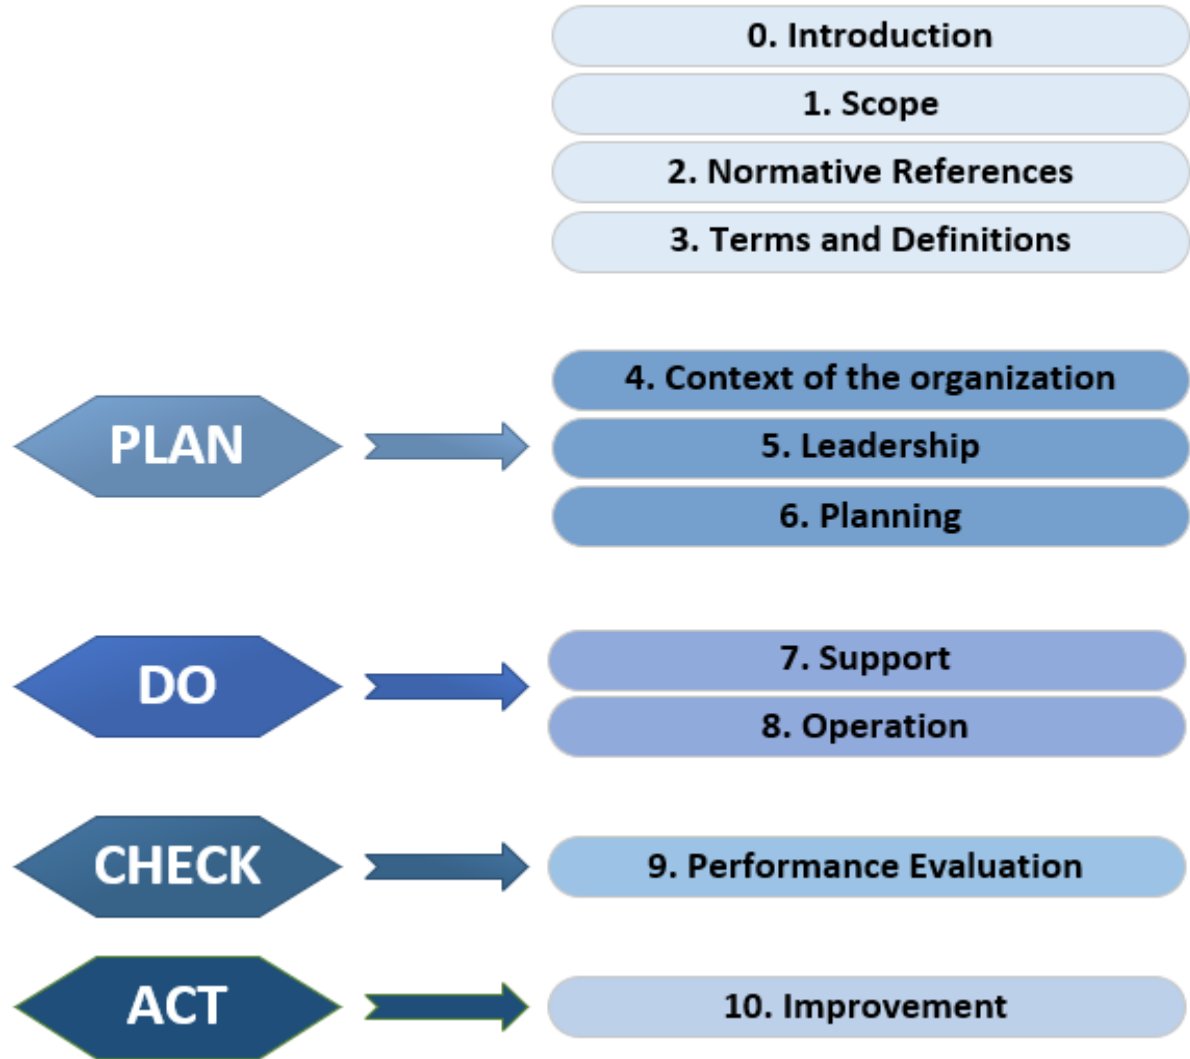 0. Introduction
1. Scope
2. Normative References
3. Terms and Definitions
PLAN
4. Context of the organization
5. Leadership
6. Planning
DO
7. Support
8. Operation
CHECK
9. Performance Evaluation
ACT
10. Improvement